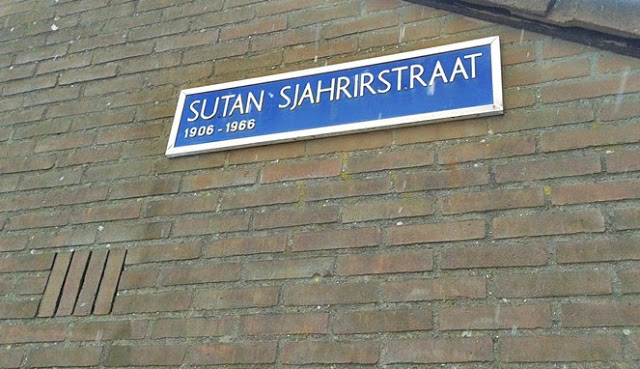 SUTAN SJAHRIRSTRAAT
1906 - 1966